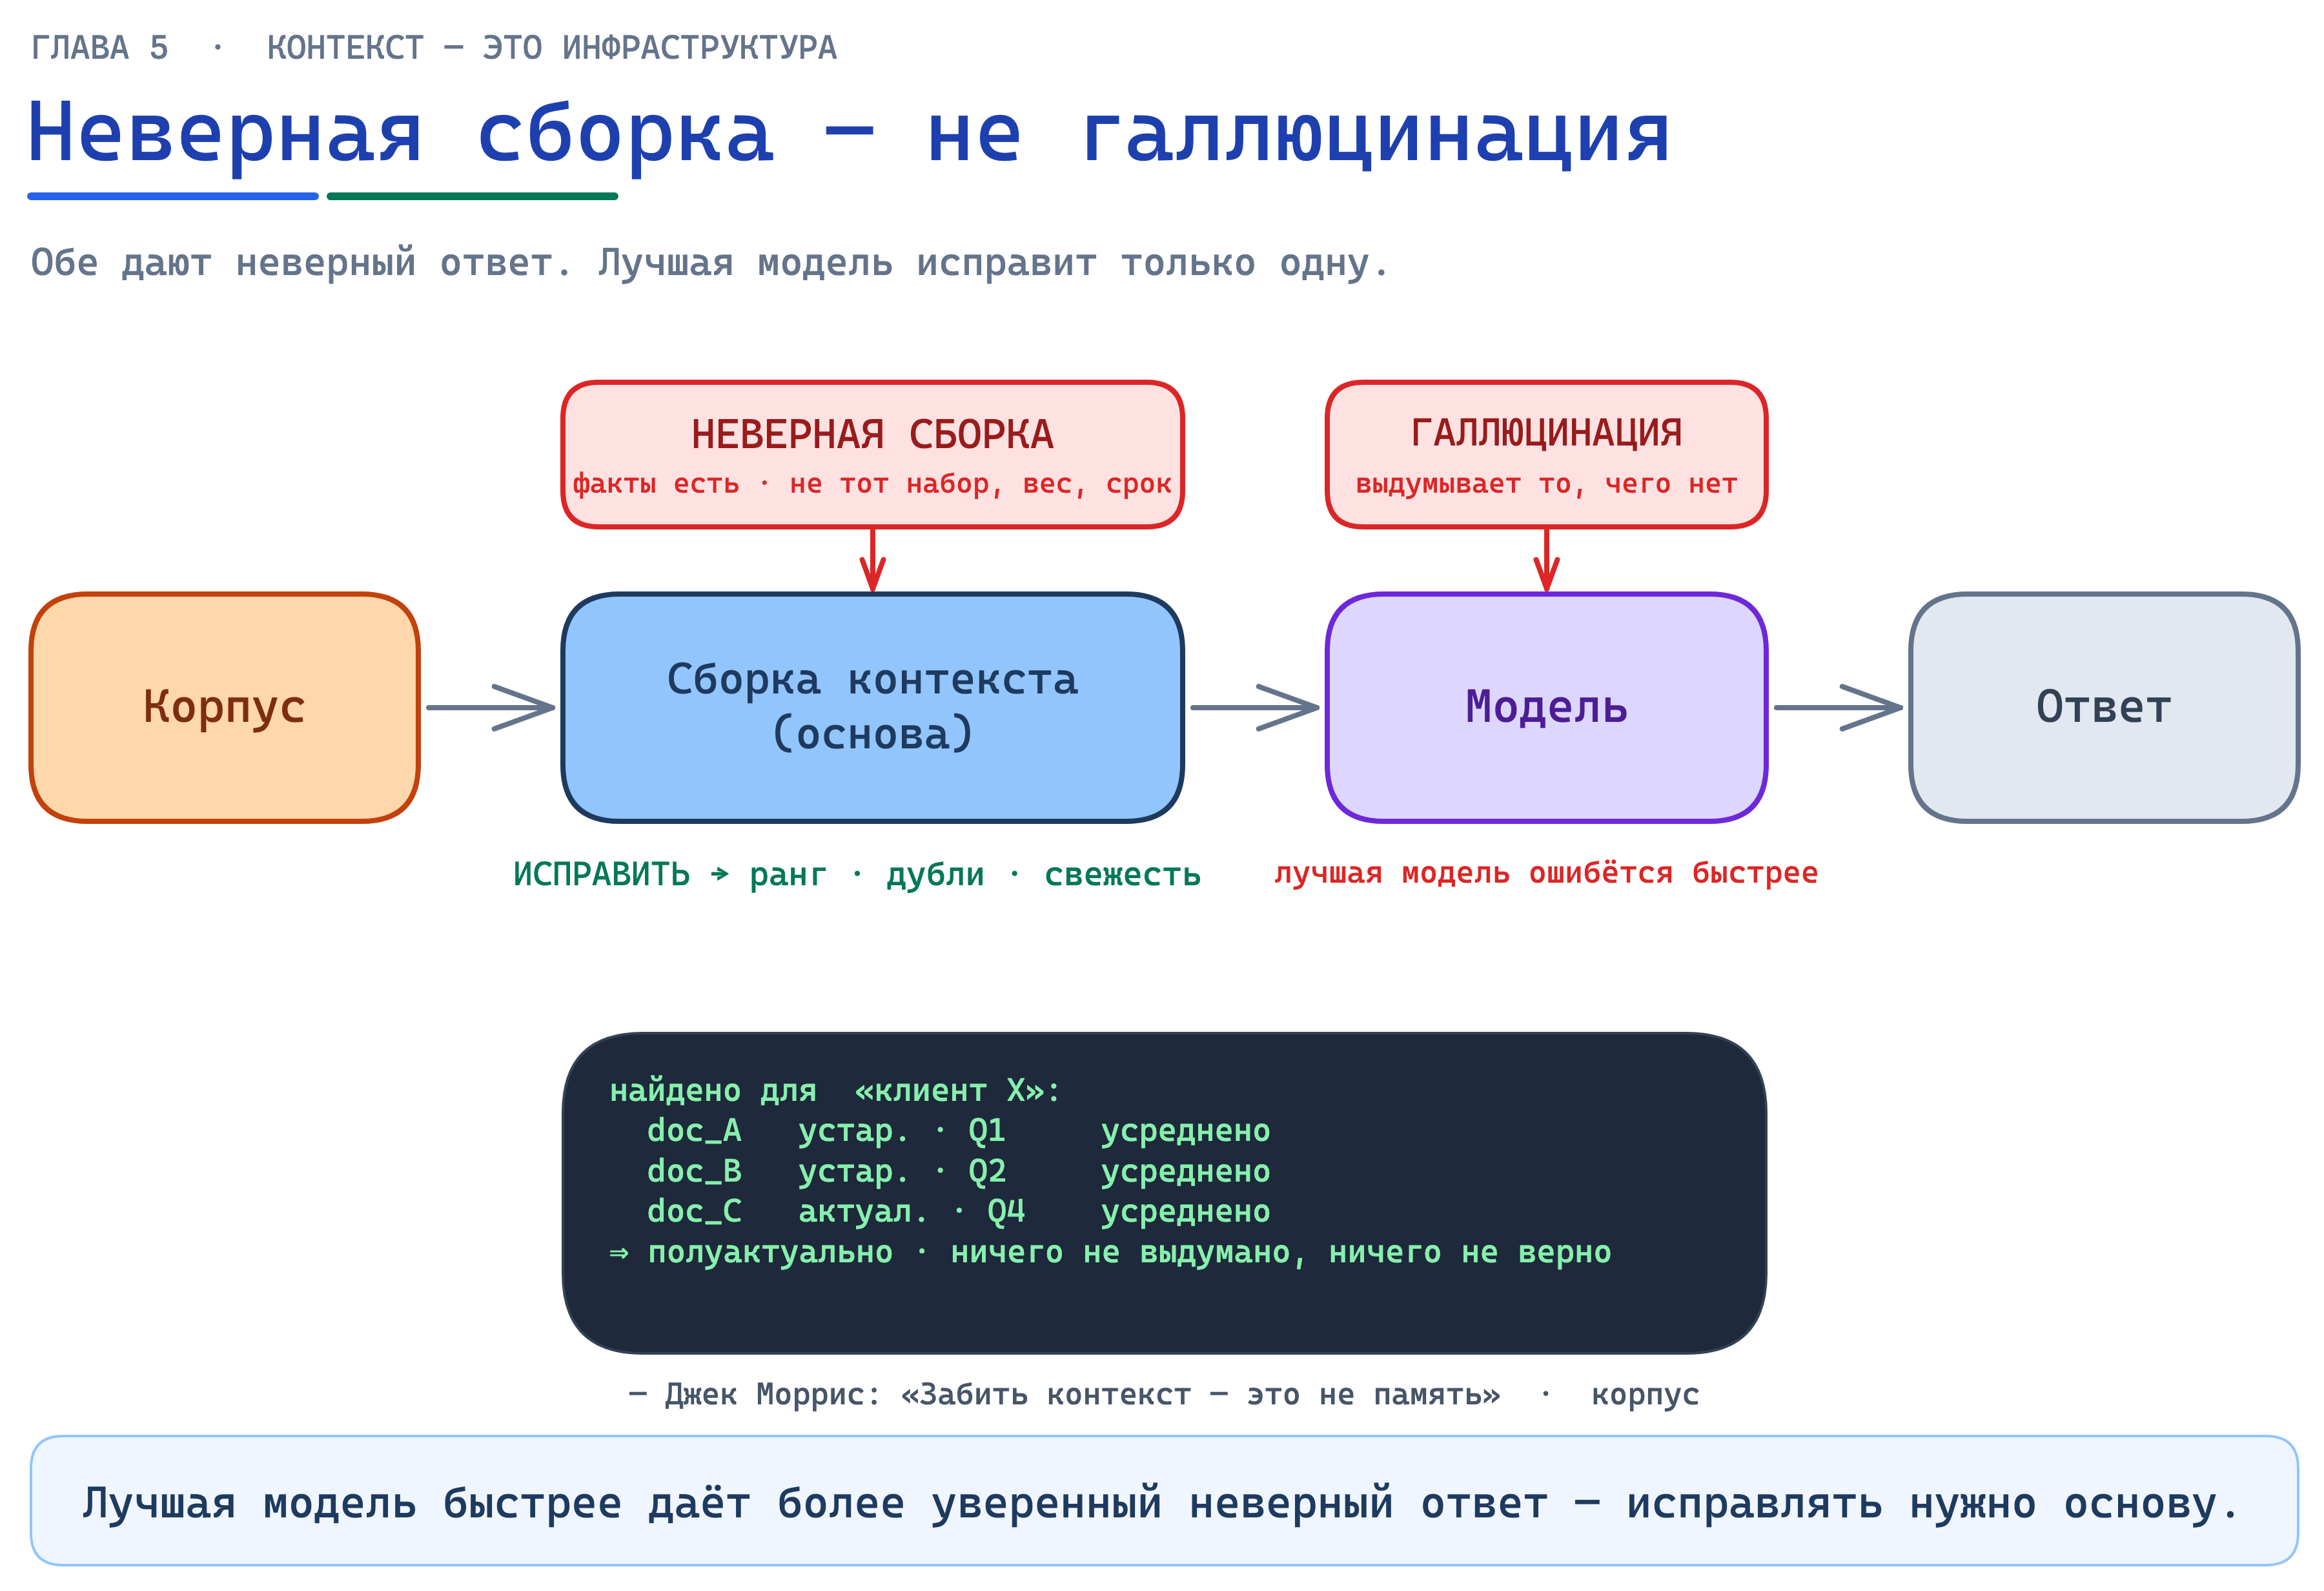 ГЛАВА 5 · КОНТЕКСТ — ЭТО ИНФРАСТРУКТУРА
Неверная сборка — не галлюцинация
Обе дают неверный ответ. Лучшая модель исправит только одну.
НЕВЕРНАЯ СБОРКА
факты есть · не тот набор, вес, срок
ГАЛЛЮЦИНАЦИЯ
выдумывает то, чего нет
Корпус
Сборка контекста
(основа)
Модель
Ответ
ИСПРАВИТЬ → ранг · дубли · свежесть
лучшая модель ошибётся быстрее
найдено для «клиент X»:
doc_A устар. · Q1 усреднено
doc_B устар. · Q2 усреднено
doc_C актуал. · Q4 усреднено
⇒ полуактуально · ничего не выдумано, ничего не верно
— Джек Моррис: «Забить контекст — это не память» · корпус
Лучшая модель быстрее даёт более уверенный неверный ответ — исправлять нужно основу.